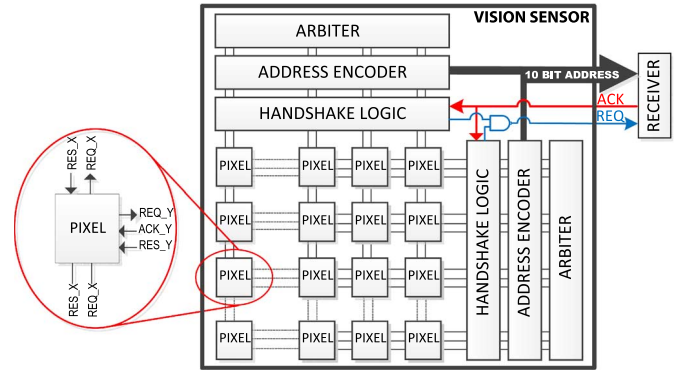 VISION SENSOR
ARBITER
ADDRESS ENCODER
10 BIT ADDRESS
HANDSHAKE LOGIC
ACK
REQ
RECEIVER
PIXEL PIXEL PIXEL PIXEL
PIXEL PIXEL PIXEL PIXEL
PIXEL PIXEL PIXEL PIXEL
PIXEL PIXEL PIXEL PIXEL
HANDSHAKE LOGIC
ADDRESS ENCODER
ARBITER
RES_X
REQ_X
PIXEL
REQ_Y
ACK_Y
RES_Y
RES_X
REQ_X